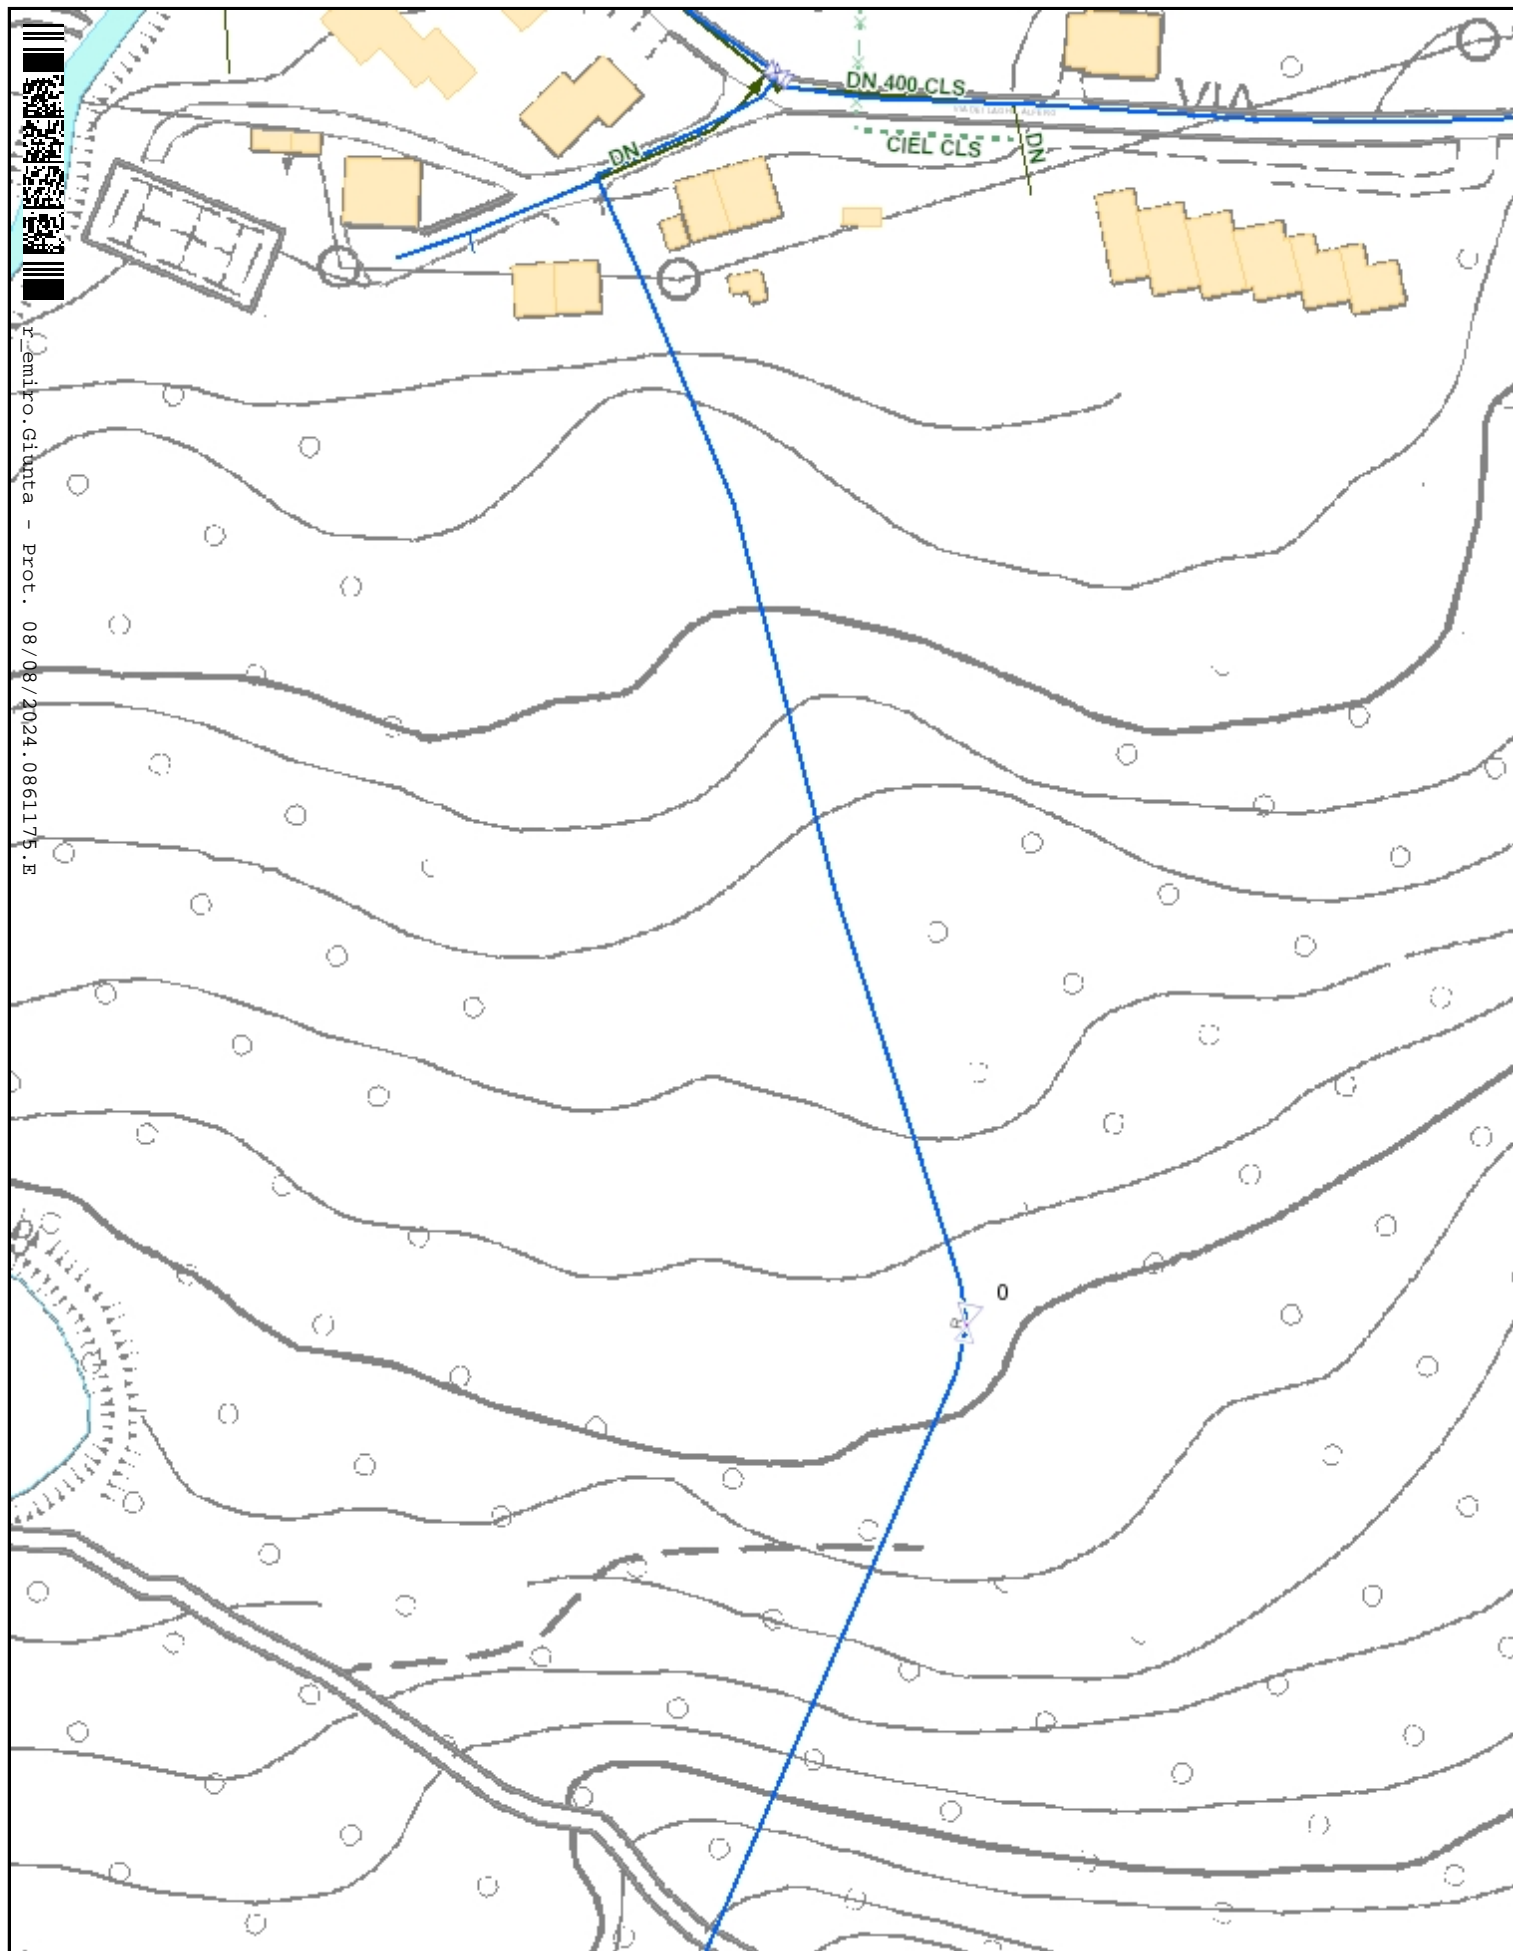 DN 400 CLS
VIA
DN
CIEL CLS
DN
r_emiro.Giunta - Prot. 08/08/2024.0861175.E
0
R